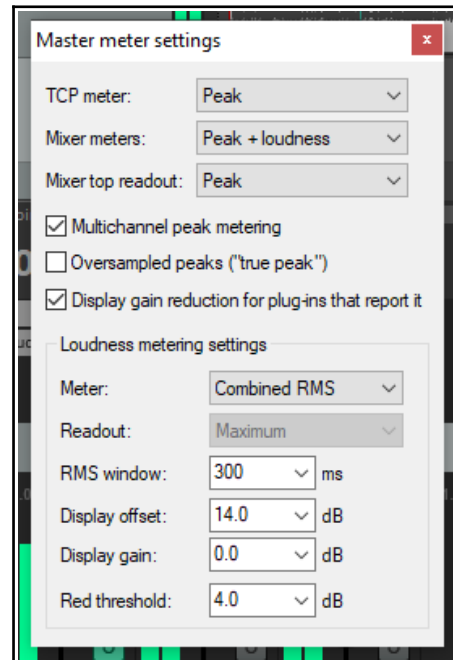 Master meter settings
x
TCP meter: Peak
Mixer meters: Peak + loudness
Mixer top readout: Peak
Multichannel peak metering
Oversampled peaks ("true peak")
Display gain reduction for plug-ins that report it
Loudness metering settings
Meter: Combined RMS
Readout: Maximum
RMS window: 300 ms
Display offset: 14.0 dB
Display gain: 0.0 dB
Red threshold: 4.0 dB